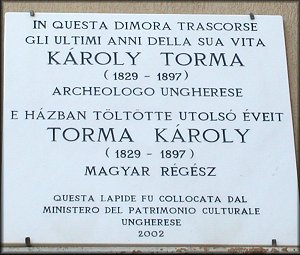 IN QUESTA DIMORA TRASCORSE
GLI ULTIMI ANNI DELLA SUA VITA
KÁROLY TORMA
( 1829 - 1897)
ARCHEOLOGO UNGHERESE
E HÁZBAN TÖLTÖTTE UTOLSÓ ÉVEIT
TORMA KÁROLY
( 1829 - 1897)
MAGYAR RÉGÉSZ
QUESTA LAPIDE FU COLLOCATA DAL
MINISTERO DEL PATRIMONIO CULTURALE
UNGHERESE
2002